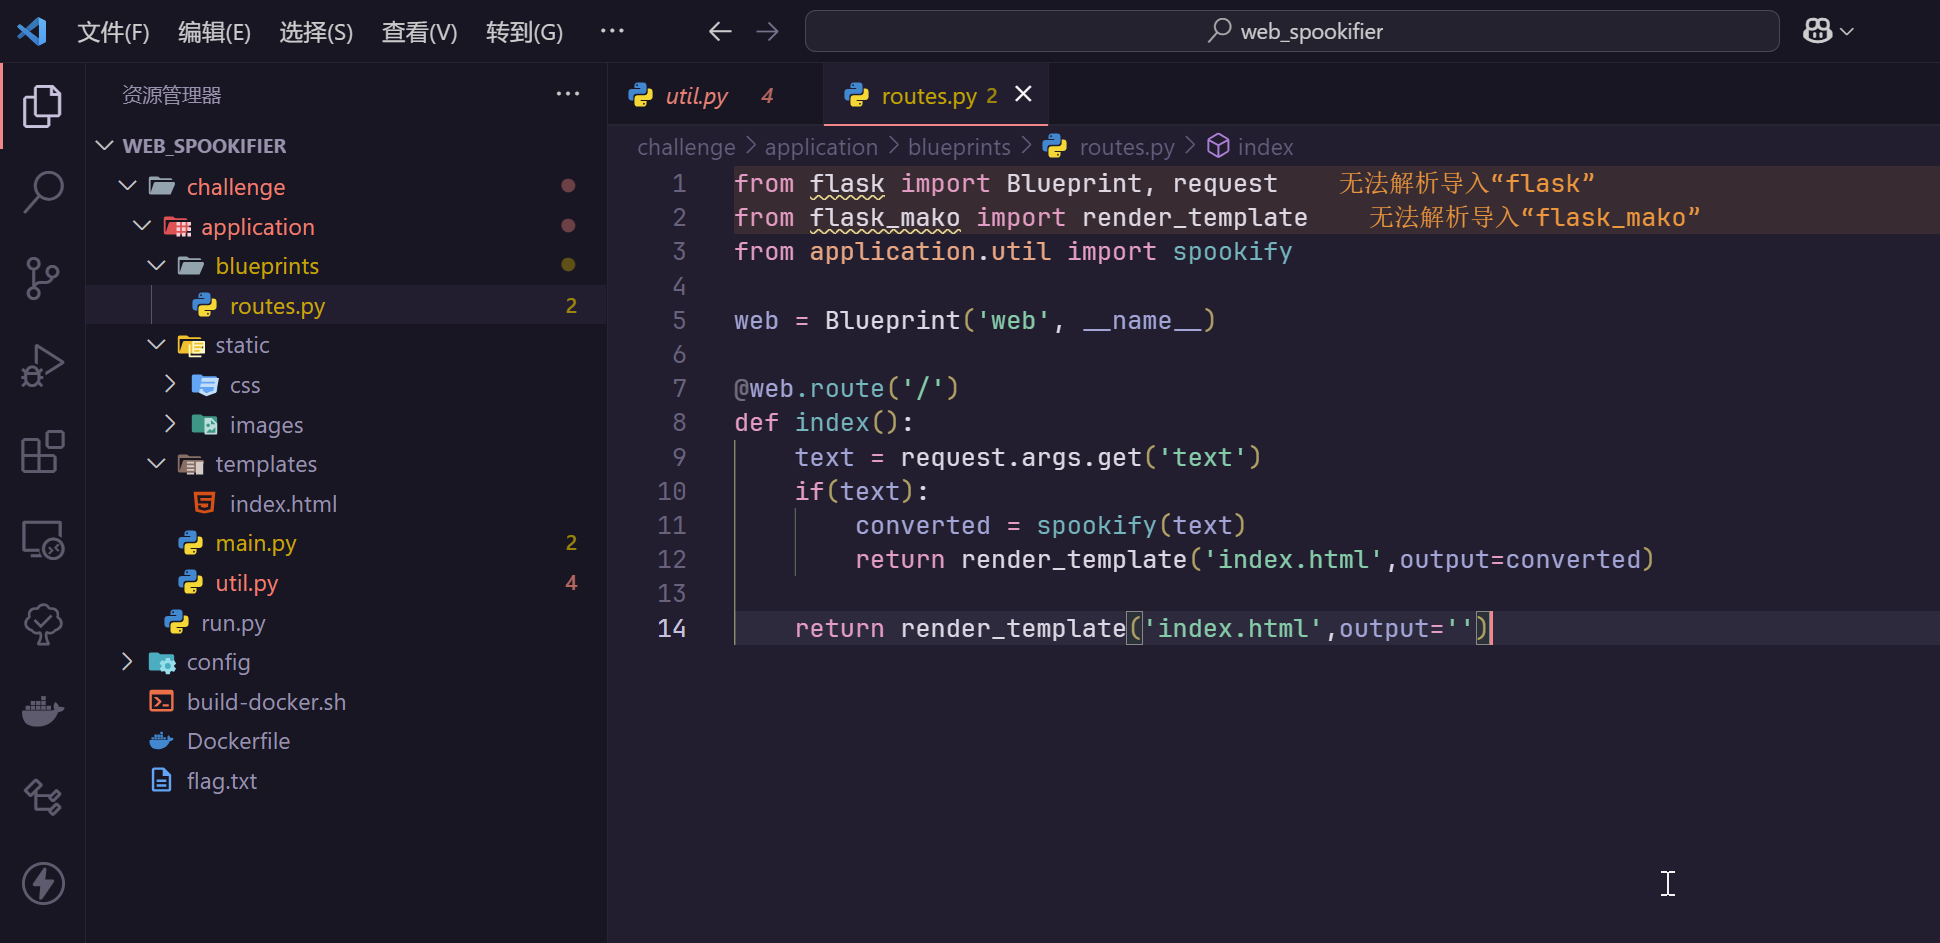 文件(F) 编辑(E) 选择(S) 查看(V) 转到(G) ··· web_spookifier
资源管理器 ···
WEB_SPOOKIFIER
challenge
application
blueprints
routes.py 2
static
css
images
templates
index.html
main.py 2
util.py 4
run.py
config
build-docker.sh
Dockerfile
flag.txt
util.py 4 routes.py 2
challenge > application > blueprints > routes.py > index
1 from flask import Blueprint, request 无法解析导入“flask”
2 from flask_mako import render_template 无法解析导入“flask_mako”
3 from application.util import spookify
4
5 web = Blueprint('web', __name__)
6
7 @web.route('/')
8 def index():
9 text = request.args.get('text')
10 if(text):
11 converted = spookify(text)
12 return render_template('index.html',output=converted)
13
14 return render_template('index.html',output='')